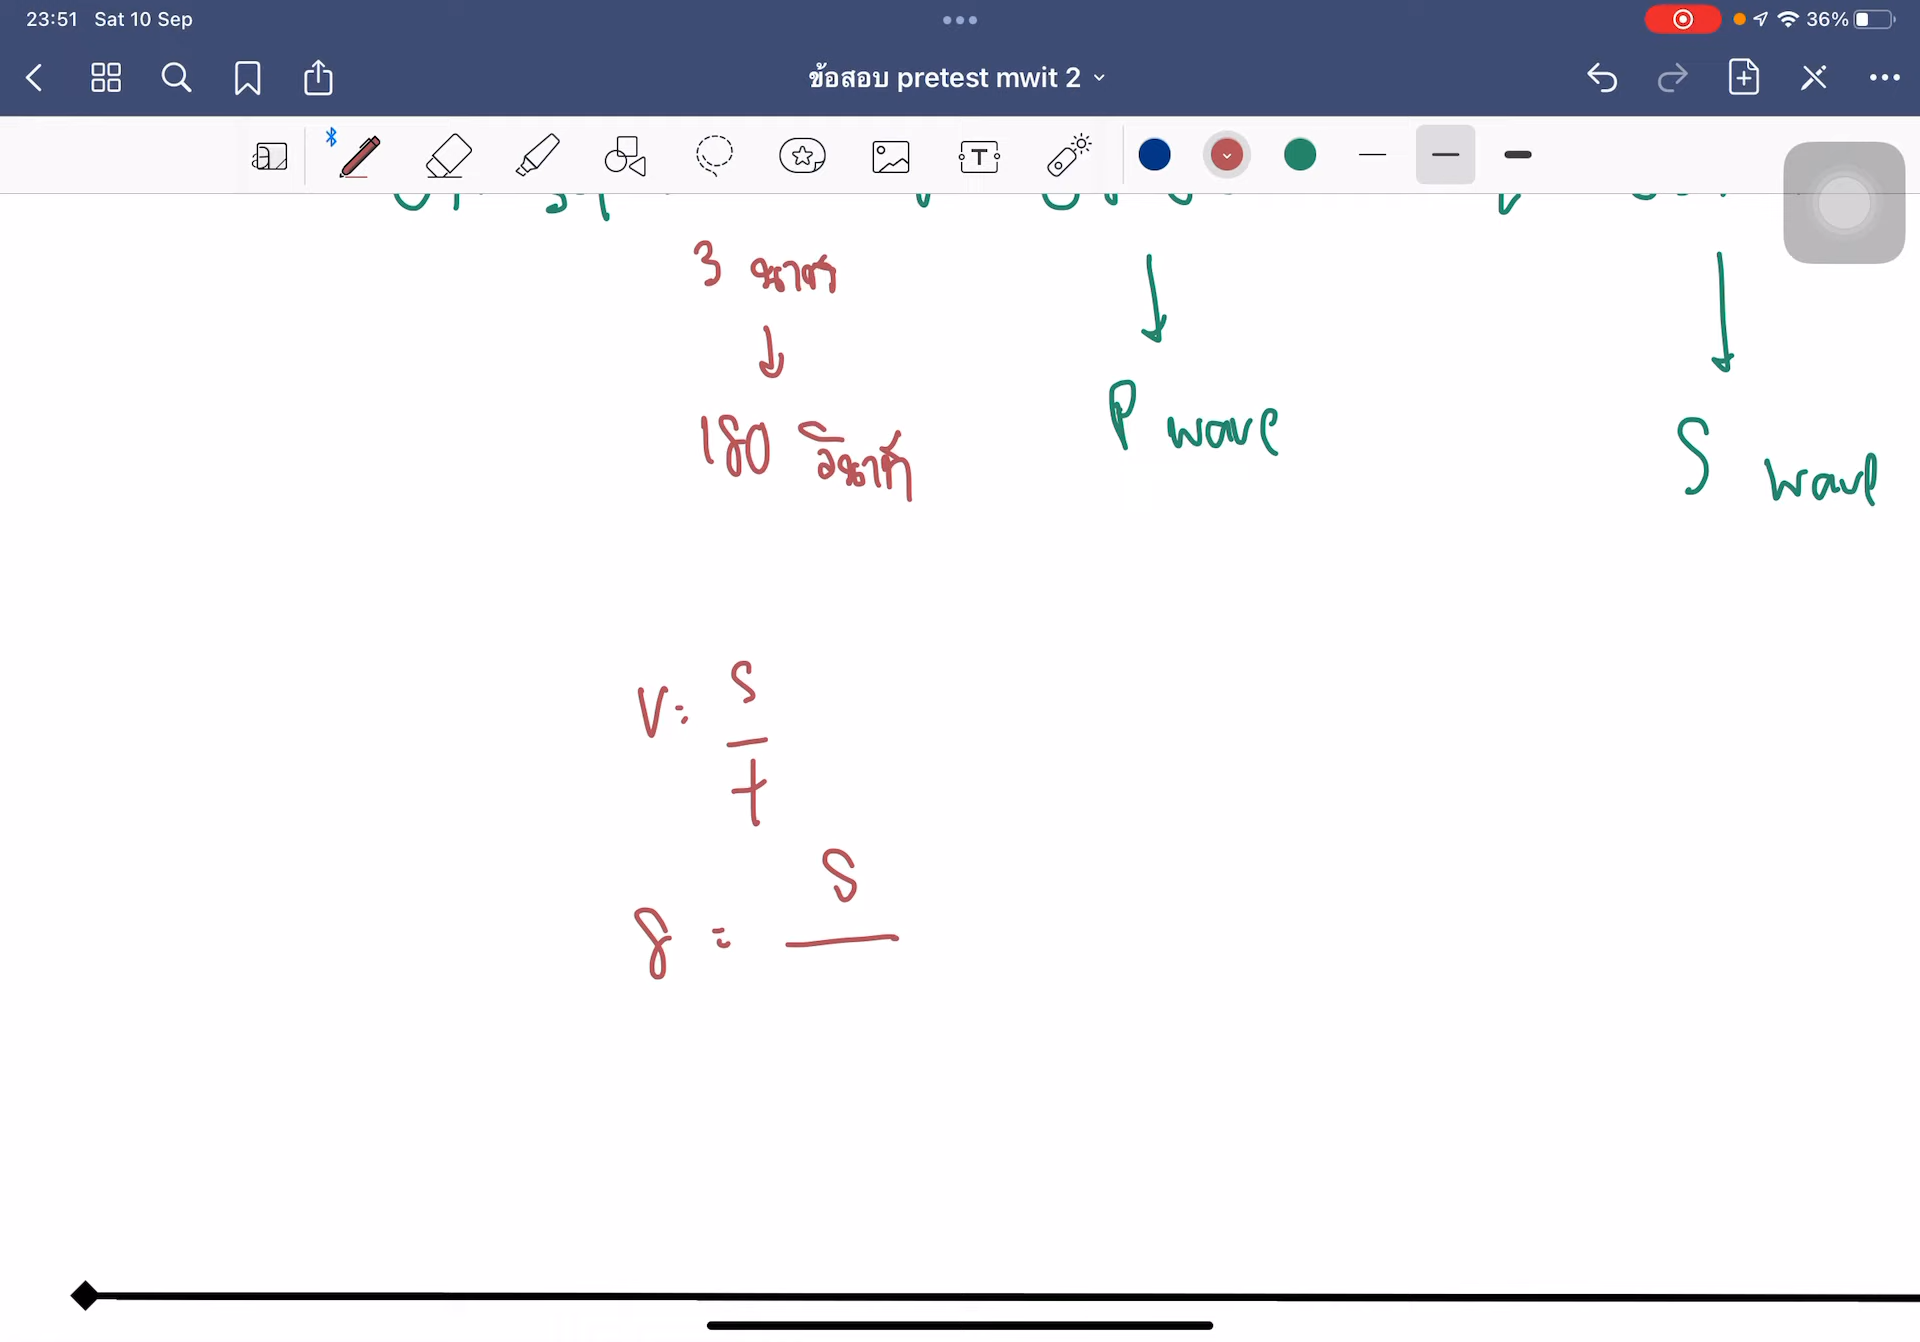 23:51 Sat 10 Sep
36%
ข้อสอบ pretest mwit 2
T
3 นาที
↓
180 วินาที
P wave
S wave
V = s
t
8 = s